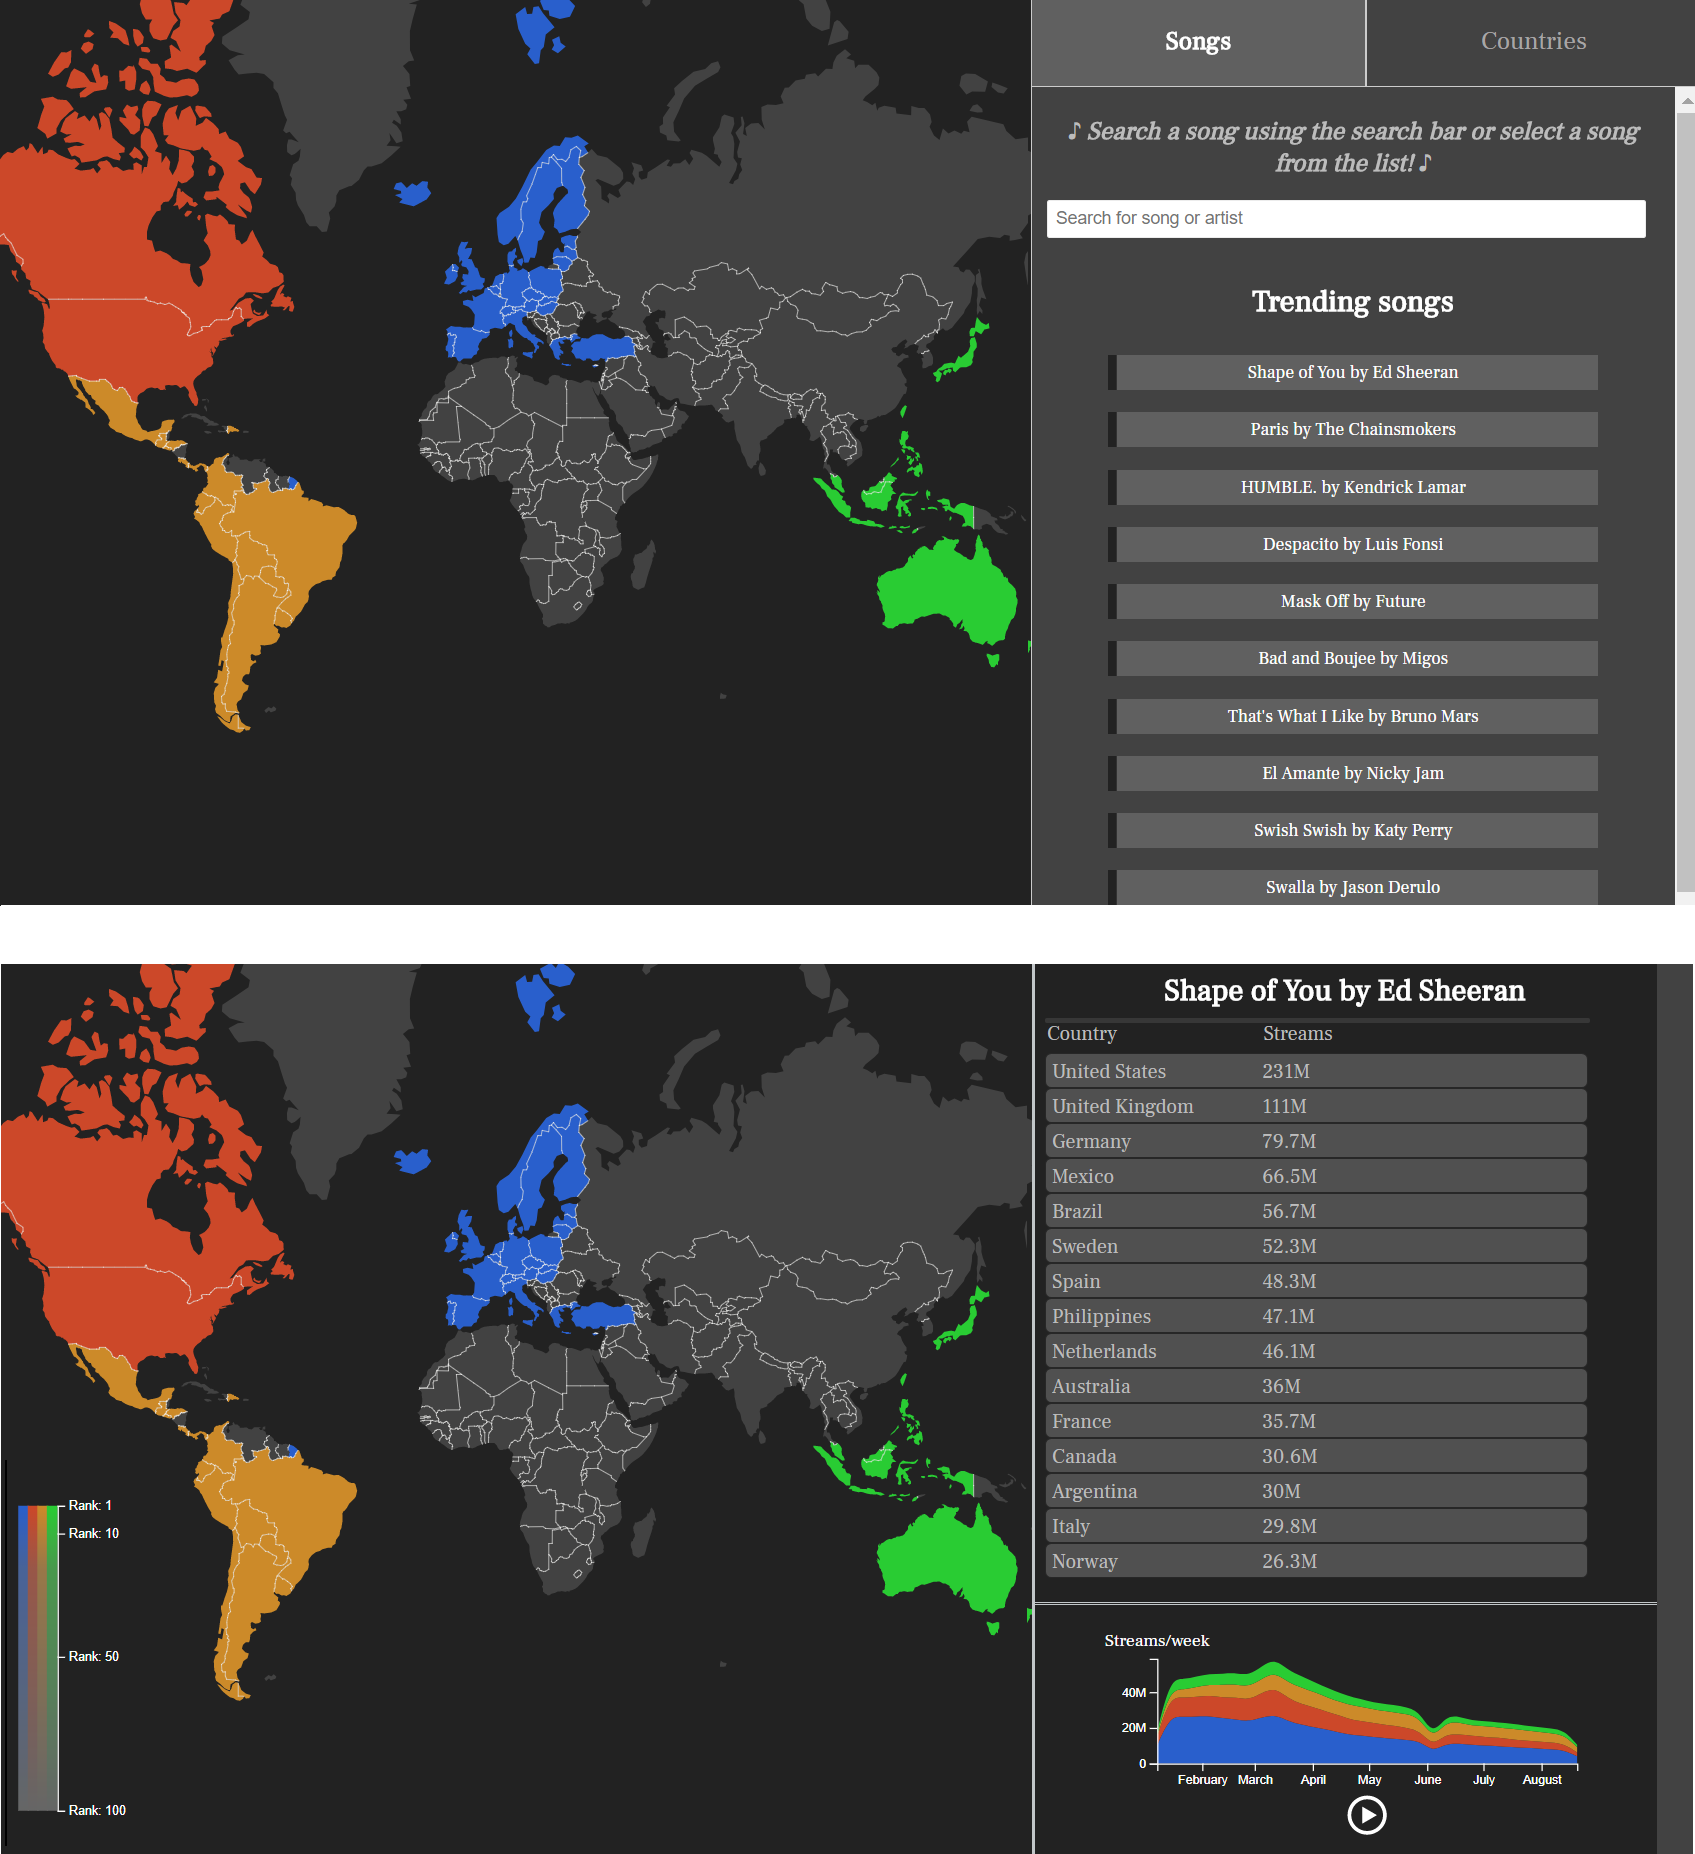 Songs
Countries
♪ Search a song using the search bar or select a song
from the list! ♪
Search for song or artist
Trending songs
Shape of You by Ed Sheeran
Paris by The Chainsmokers
HUMBLE. by Kendrick Lamar
Despacito by Luis Fonsi
Mask Off by Future
Bad and Boujee by Migos
That's What I Like by Bruno Mars
El Amante by Nicky Jam
Swish Swish by Katy Perry
Swalla by Jason Derulo
Rank: 1
Rank: 10
Rank: 50
Rank: 100
Shape of You by Ed Sheeran
Country Streams
United States 231M
United Kingdom 111M
Germany 79.7M
Mexico 66.5M
Brazil 56.7M
Sweden 52.3M
Spain 48.3M
Philippines 47.1M
Netherlands 46.1M
Australia 36M
France 35.7M
Canada 30.6M
Argentina 30M
Italy 29.8M
Norway 26.3M
Streams/week
40M
20M
0
February March April May June July August